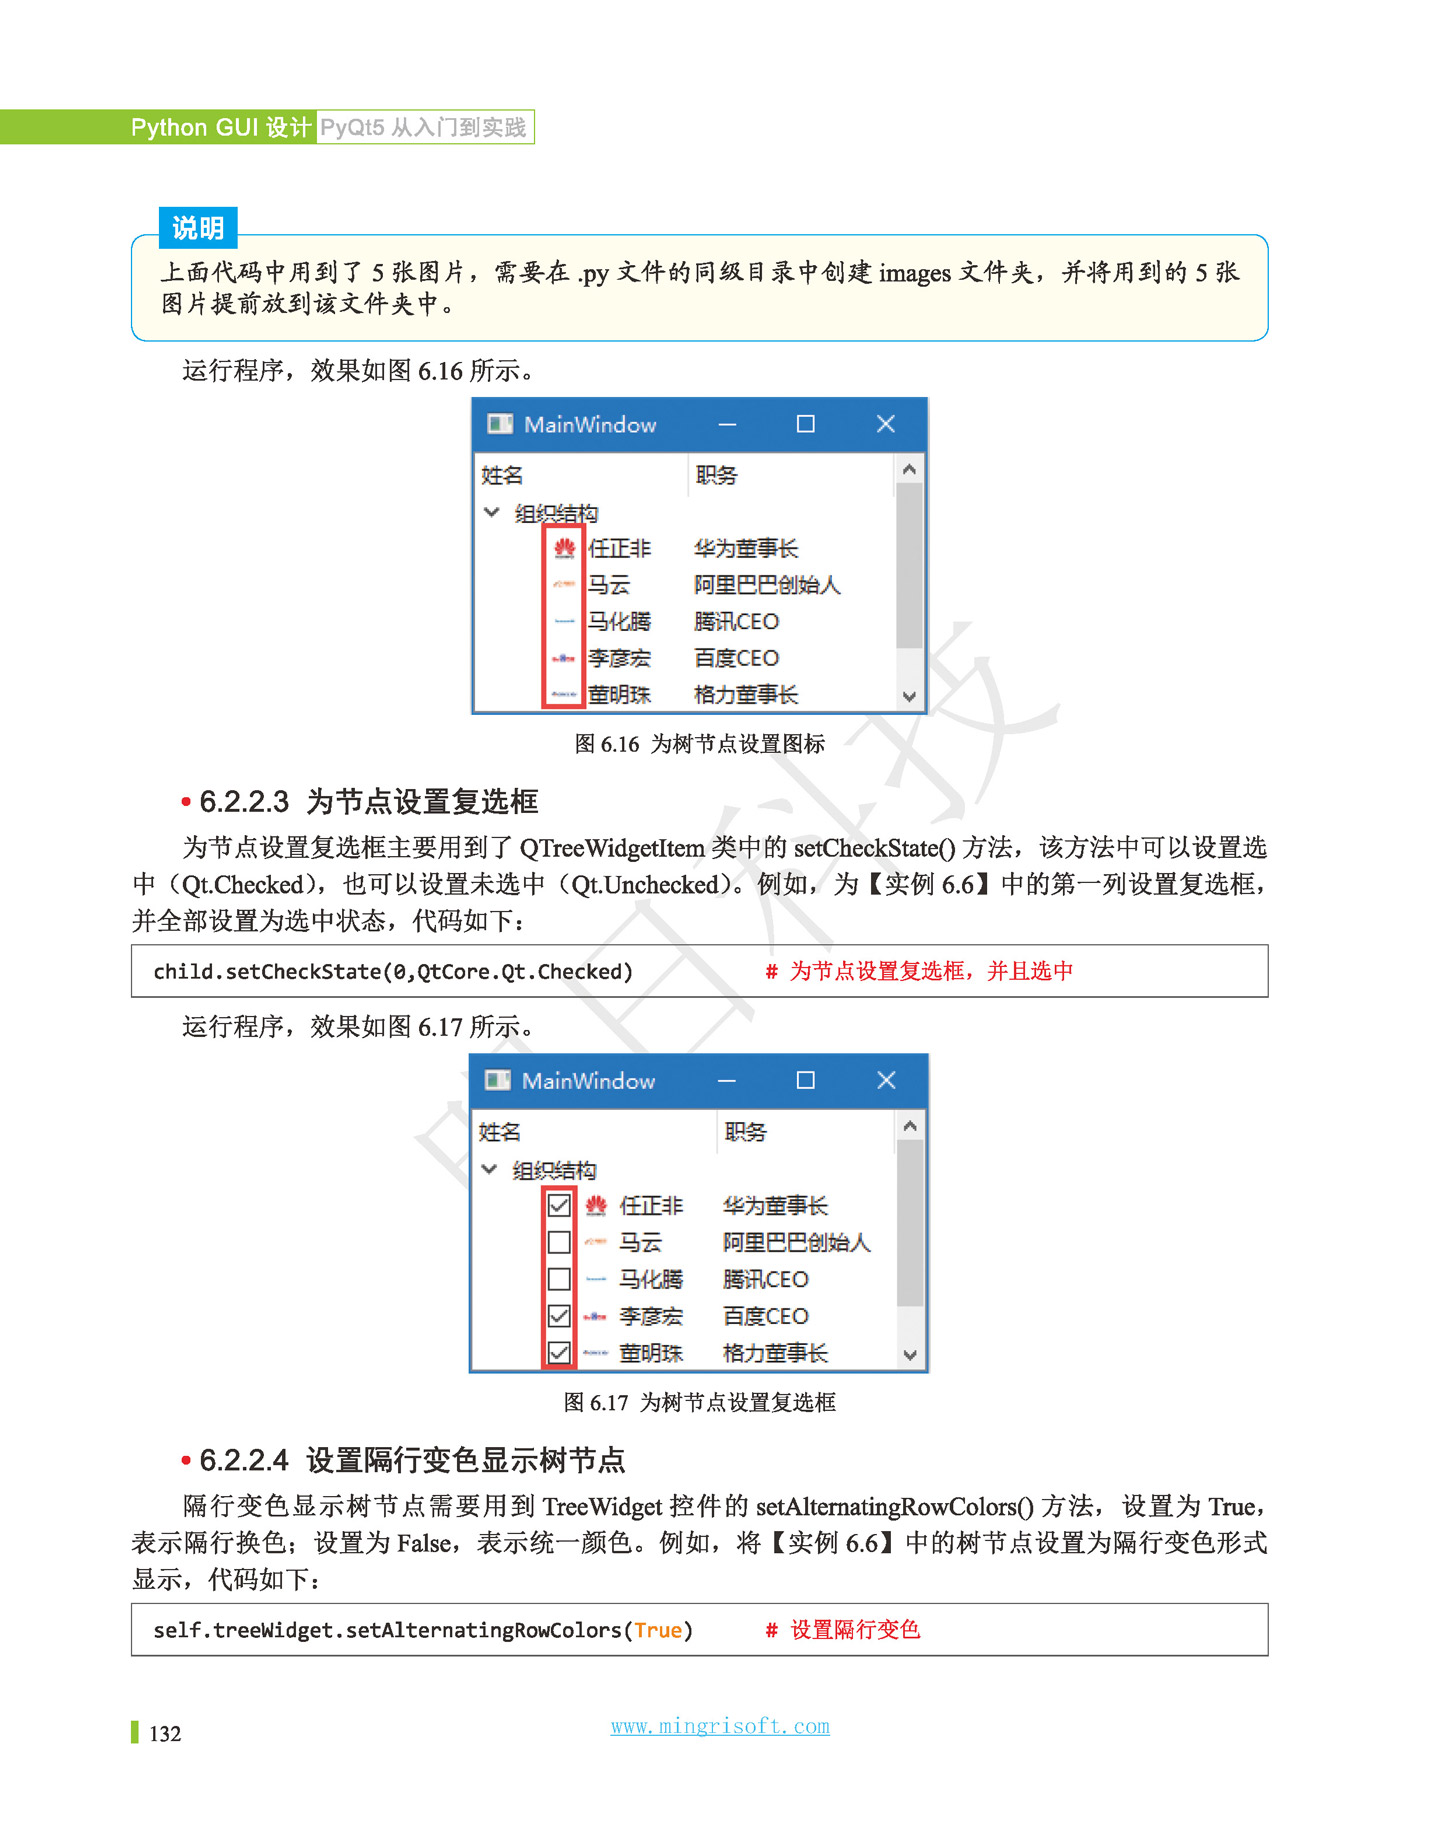 Python GUI 设计 PyQt5 从入门到实践
说明
上面代码中用到了 5 张图片，需要在 .py 文件的同级目录中创建 images 文件夹，并将用到的 5 张
图片提前放到该文件夹中。
运行程序，效果如图 6.16 所示。
MainWindow
姓名 职务
组织结构
任正非 华为董事长
马云 阿里巴巴创始人
马化腾 腾讯CEO
李彦宏 百度CEO
董明珠 格力董事长
图 6.16 为树节点设置图标
• 6.2.2.3 为节点设置复选框
为节点设置复选框主要用到了 QTreeWidgetItem 类中的 setCheckState() 方法，该方法中可以设置选
中（Qt.Checked），也可以设置未选中（Qt.Unchecked）。例如，为【实例 6.6】中的第一列设置复选框，
并全部设置为选中状态，代码如下：
child.setCheckState(0,QtCore.Qt.Checked) # 为节点设置复选框，并且选中
运行程序，效果如图 6.17 所示。
MainWindow
姓名 职务
组织结构
任正非 华为董事长
马云 阿里巴巴创始人
马化腾 腾讯CEO
李彦宏 百度CEO
董明珠 格力董事长
图 6.17 为树节点设置复选框
• 6.2.2.4 设置隔行变色显示树节点
隔行变色显示树节点需要用到 TreeWidget 控件的 setAlternatingRowColors() 方法，设置为 True，
表示隔行换色；设置为 False，表示统一颜色。例如，将【实例 6.6】中的树节点设置为隔行变色形式
显示，代码如下：
self.treeWidget.setAlternatingRowColors(True) # 设置隔行变色
132
www.mingrisoft.com